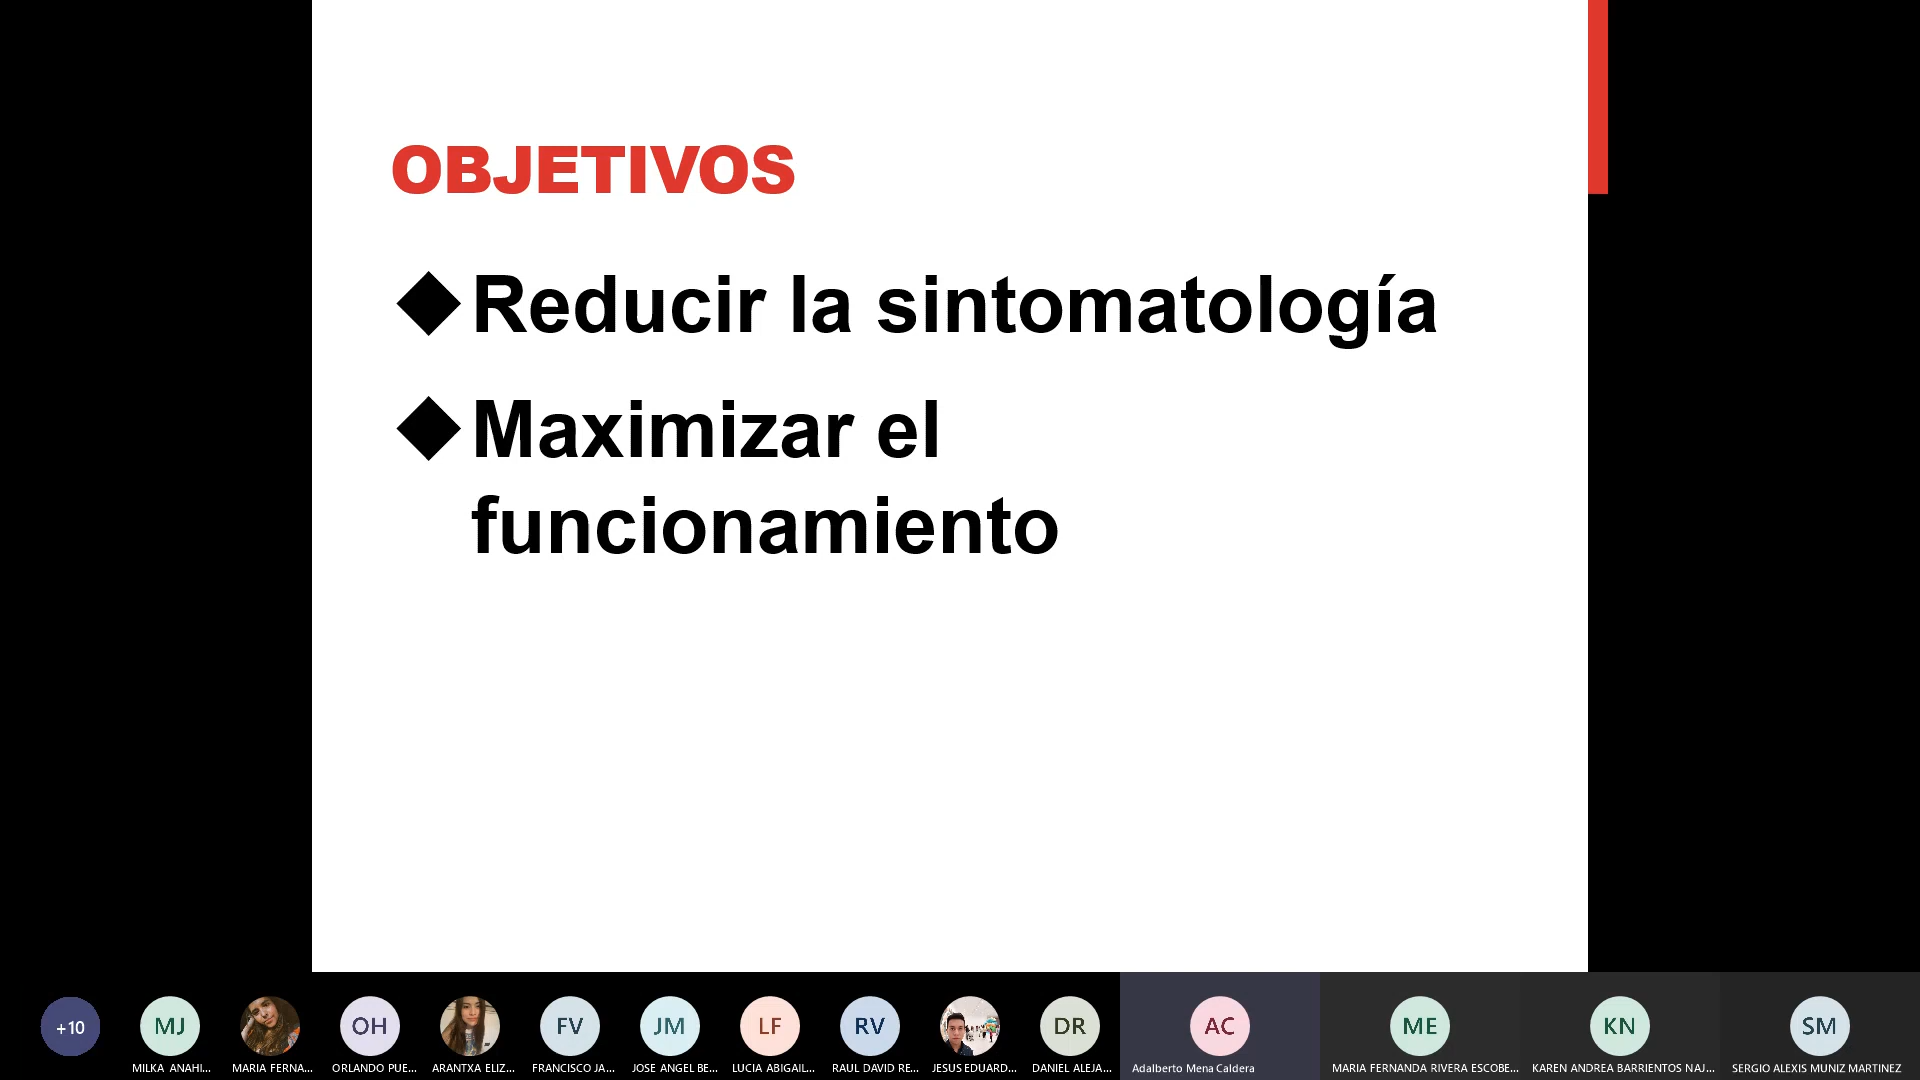 OBJETIVOS
◆Reducir la sintomatología
◆Maximizar el
funcionamiento
+10
MJ
OH
FV
JM
LF
RV
DR
AC
ME
KN
SM
MILKA ANAHI...
MARIA FERNA...
ORLANDO PUE...
ARANTXA ELIZ...
FRANCISCO JA...
JOSE ANGEL BE...
LUCIA ABIGAIL...
RAUL DAVID RE...
JESUS EDUARD...
DANIEL ALEJA...
Adalberto Mena Caldera
MARIA FERNANDA RIVERA ESCOBE...
KAREN ANDREA BARRIENTOS NAJ...
SERGIO ALEXIS MUNIZ MARTINEZ